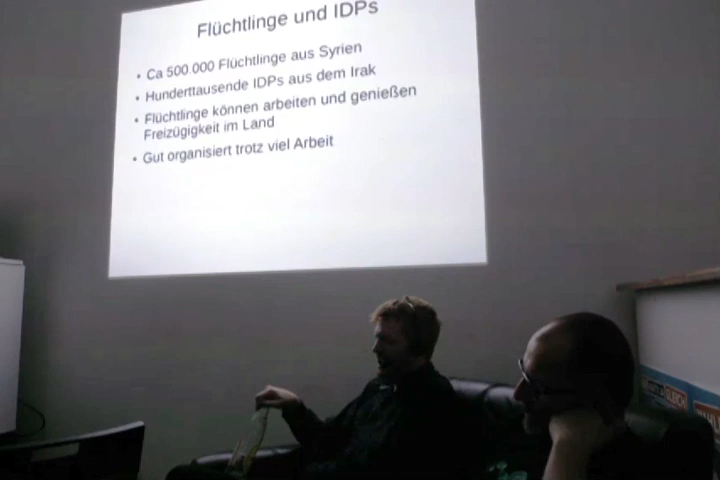 Flüchtlinge und IDPs
• Ca 500.000 Flüchtlinge aus Syrien
• Hunderttausende IDPs aus dem Irak
• Flüchtlinge können arbeiten und genießen
Freizügigkeit im Land
• Gut organisiert trotz viel Arbeit